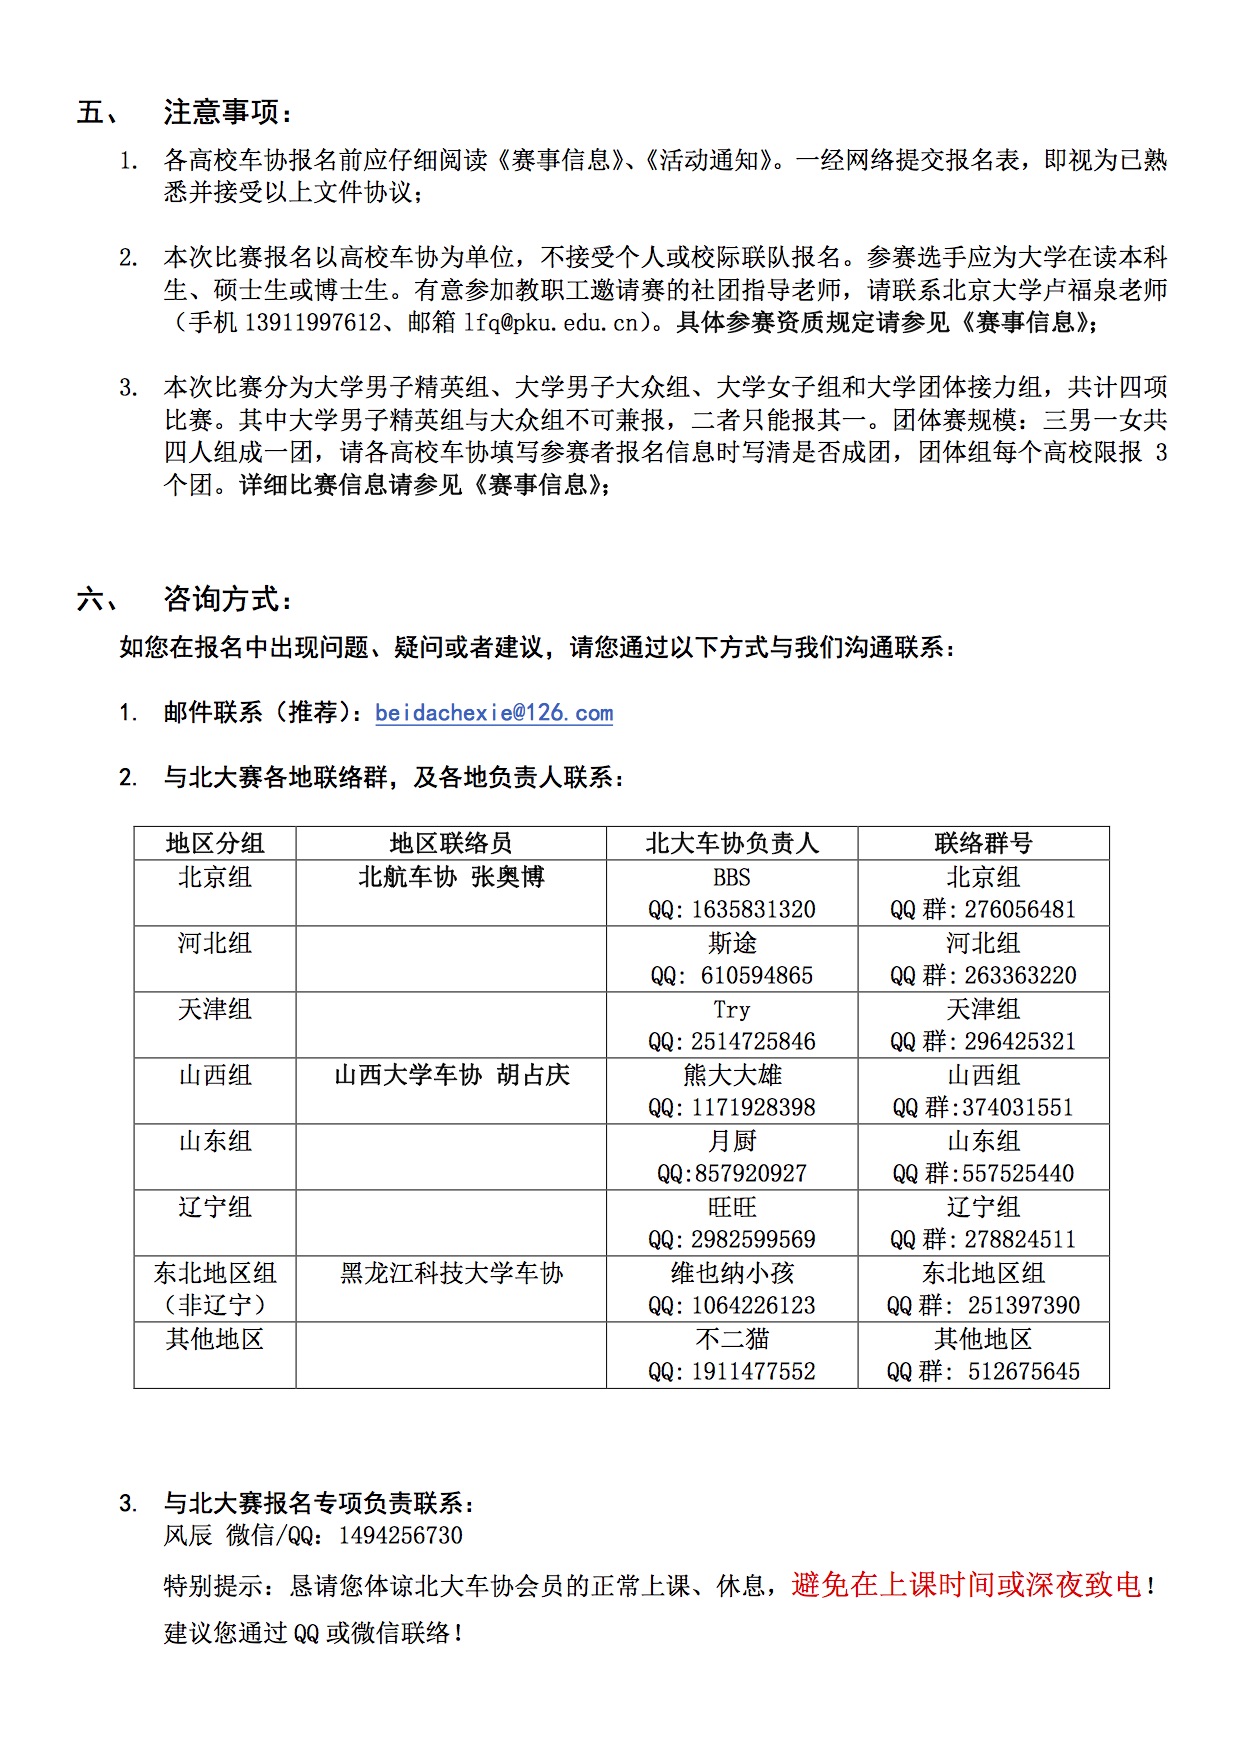 五、 注意事项：
1. 各高校车协报名前应仔细阅读《赛事信息》、《活动通知》。一经网络提交报名表，即视为已熟
悉并接受以上文件协议；
2. 本次比赛报名以高校车协为单位，不接受个人或校际联队报名。参赛选手应为大学在读本科
生、硕士生或博士生。有意参加教职工邀请赛的社团指导老师，请联系北京大学卢福泉老师
（手机 13911997612、邮箱 lfq@pku.edu.cn）。具体参赛资质规定请参见《赛事信息》；
3. 本次比赛分为大学男子精英组、大学男子大众组、大学女子组和大学团体接力组，共计四项
比赛。其中大学男子精英组与大众组不可兼报，二者只能报其一。团体赛规模：三男一女共
四人组成一团，请各高校车协填写参赛者报名信息时写清是否成团，团体组每个高校限报 3
个团。详细比赛信息请参见《赛事信息》；
六、 咨询方式：
如您在报名中出现问题、疑问或者建议，请您通过以下方式与我们沟通联系：
1. 邮件联系（推荐）：beidachexie@126.com
2. 与北大赛各地联络群，及各地负责人联系：
地区分组 地区联络员 北大车协负责人 联络群号
北京组 北航车协 张奥博 BBS 北京组
QQ：1635831320 QQ 群：276056481
河北组 斯途 河北组
QQ： 610594865 QQ 群：263363220
天津组 Try 天津组
QQ：2514725846 QQ 群：296425321
山西组 山西大学车协 胡占庆 熊大大雄 山西组
QQ：1171928398 QQ 群:374031551
山东组 月厨 山东组
QQ:857920927 QQ 群:557525440
辽宁组 旺旺 辽宁组
QQ：2982599569 QQ 群：278824511
东北地区组 黑龙江科技大学车协 维也纳小孩 东北地区组
（非辽宁） QQ：1064226123 QQ 群： 251397390
其他地区 不二猫 其他地区
QQ：1911477552 QQ 群： 512675645
3. 与北大赛报名专项负责联系：
风辰 微信/QQ：1494256730
特别提示：恳请您体谅北大车协会员的正常上课、休息，避免在上课时间或深夜致电！
建议您通过 QQ 或微信联络！